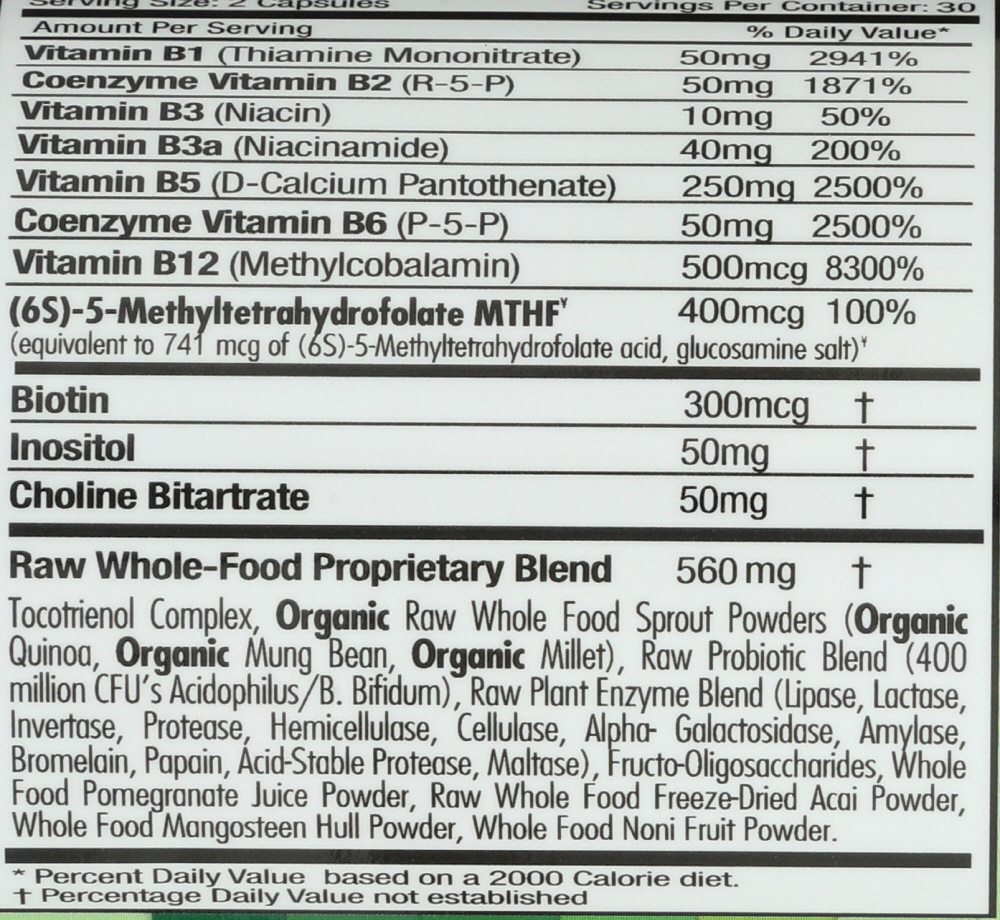 Serving Size: 2 Capsules Servings Per Container: 30
Amount Per Serving % Daily Value*
Vitamin B1 (Thiamine Mononitrate) 50mg 2941%
Coenzyme Vitamin B2 (R-5-P) 50mg 1871%
Vitamin B3 (Niacin) 10mg 50%
Vitamin B3a (Niacinamide) 40mg 200%
Vitamin B5 (D-Calcium Pantothenate) 250mg 2500%
Coenzyme Vitamin B6 (P-5-P) 50mg 2500%
Vitamin B12 (Methylcobalamin) 500mcg 8300%
(6S)-5-Methyltetrahydrofolate MTHF¥ 400mcg 100%
(equivalent to 741 mcg of (6S)-5-Methyltetrahydrofolate acid, glucosamine salt)¥
Biotin 300mcg †
Inositol 50mg †
Choline Bitartrate 50mg †
Raw Whole-Food Proprietary Blend 560 mg †
Tocotrienol Complex, Organic Raw Whole Food Sprout Powders (Organic
Quinoa, Organic Mung Bean, Organic Millet), Raw Probiotic Blend (400
million CFU's Acidophilus/B. Bifidum), Raw Plant Enzyme Blend (Lipase, Lactase,
Invertase, Protease, Hemicellulase, Cellulase, Alpha- Galactosidase, Amylase,
Bromelain, Papain, Acid-Stable Protease, Maltase), Fructo-Oligosaccharides, Whole
Food Pomegranate Juice Powder, Raw Whole Food Freeze-Dried Acai Powder,
Whole Food Mangosteen Hull Powder, Whole Food Noni Fruit Powder.
* Percent Daily Value based on a 2000 Calorie diet.
† Percentage Daily Value not established